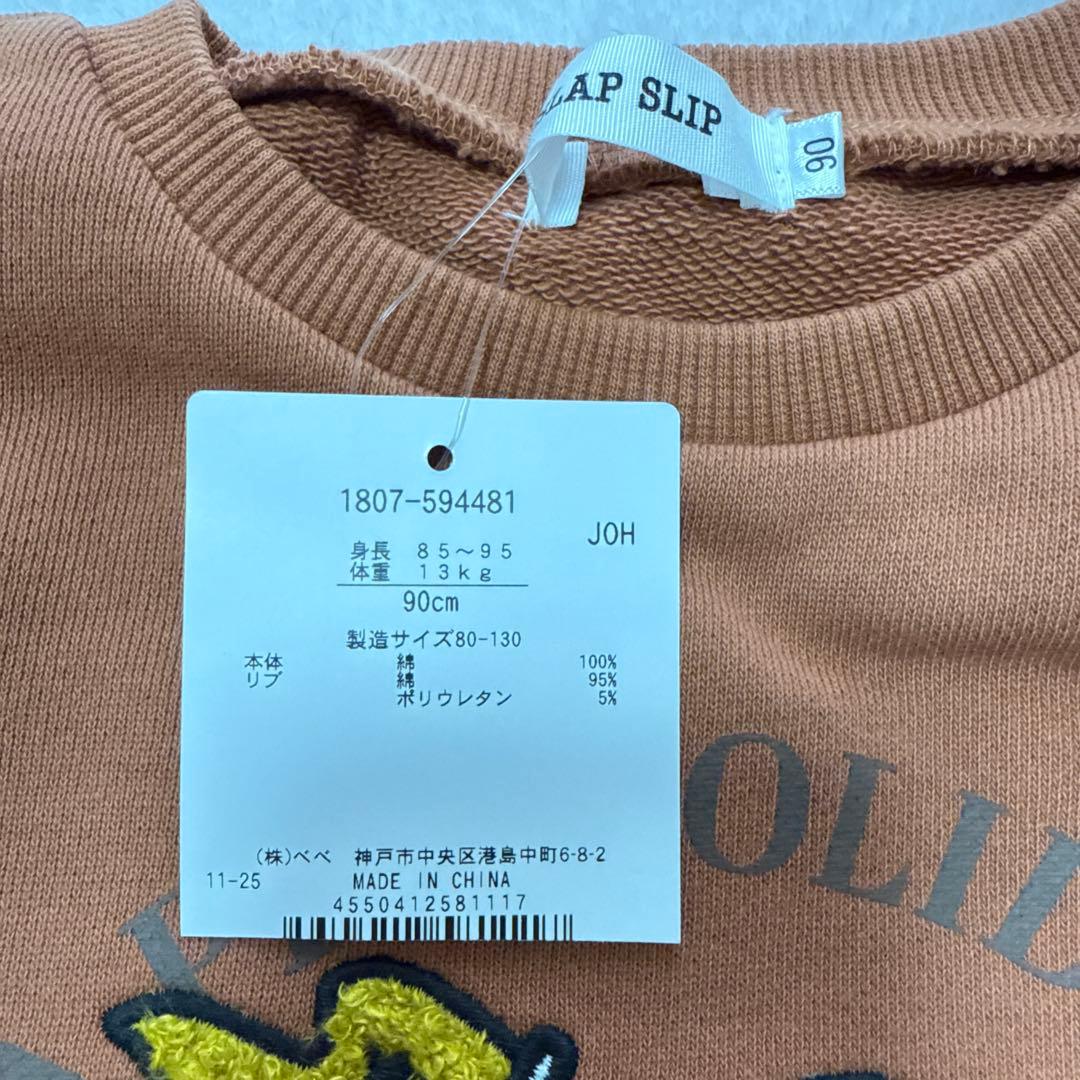 SLIP
90
1807-594481
JOH
身長 85～95
体重 13kg
90cm
製造サイズ80-130
本体 綿 100%
リブ 綿 95%
ポリウレタン 5%
(株)べべ 神戸市中央区港島中町6-8-2
11-25 MADE IN CHINA
4550412581117